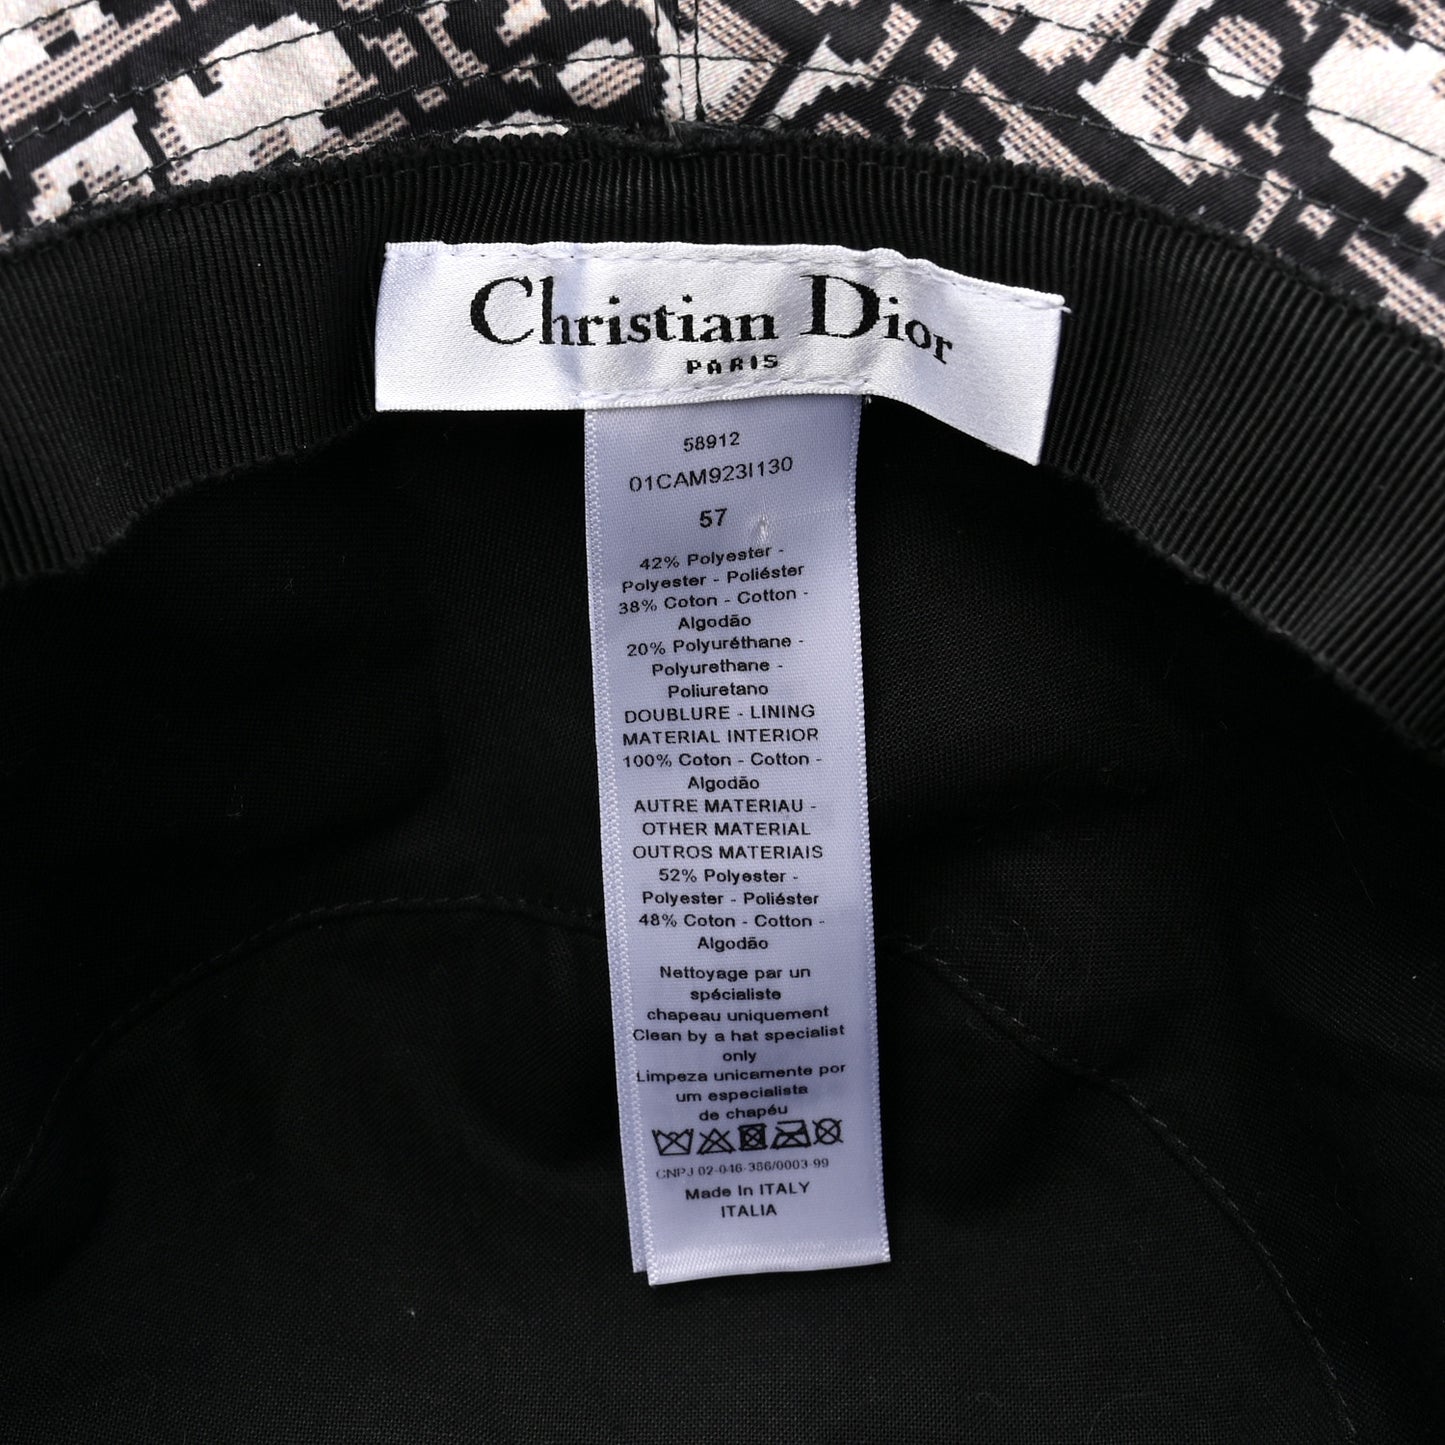 Christian Dior
PARIS
58912
01CAM923I130
57
42% Polyester -
Polyester - Poliéster
38% Coton - Cotton -
Algodão
20% Polyuréthane -
Polyurethane -
Poliuretano
DOUBLURE - LINING
MATERIAL INTERIOR
100% Coton - Cotton -
Algodão
AUTRE MATERIAU -
OTHER MATERIAL
OUTROS MATERIAIS
52% Polyester -
Polyester - Poliéster
48% Coton - Cotton -
Algodão
Nettoyage par un
spécialiste
chapeau uniquement
Clean by a hat specialist
only
Limpeza unicamente por
um especialista
de chapéu
CNPJ 02-046-386/0003-99
Made In ITALY
ITALIA